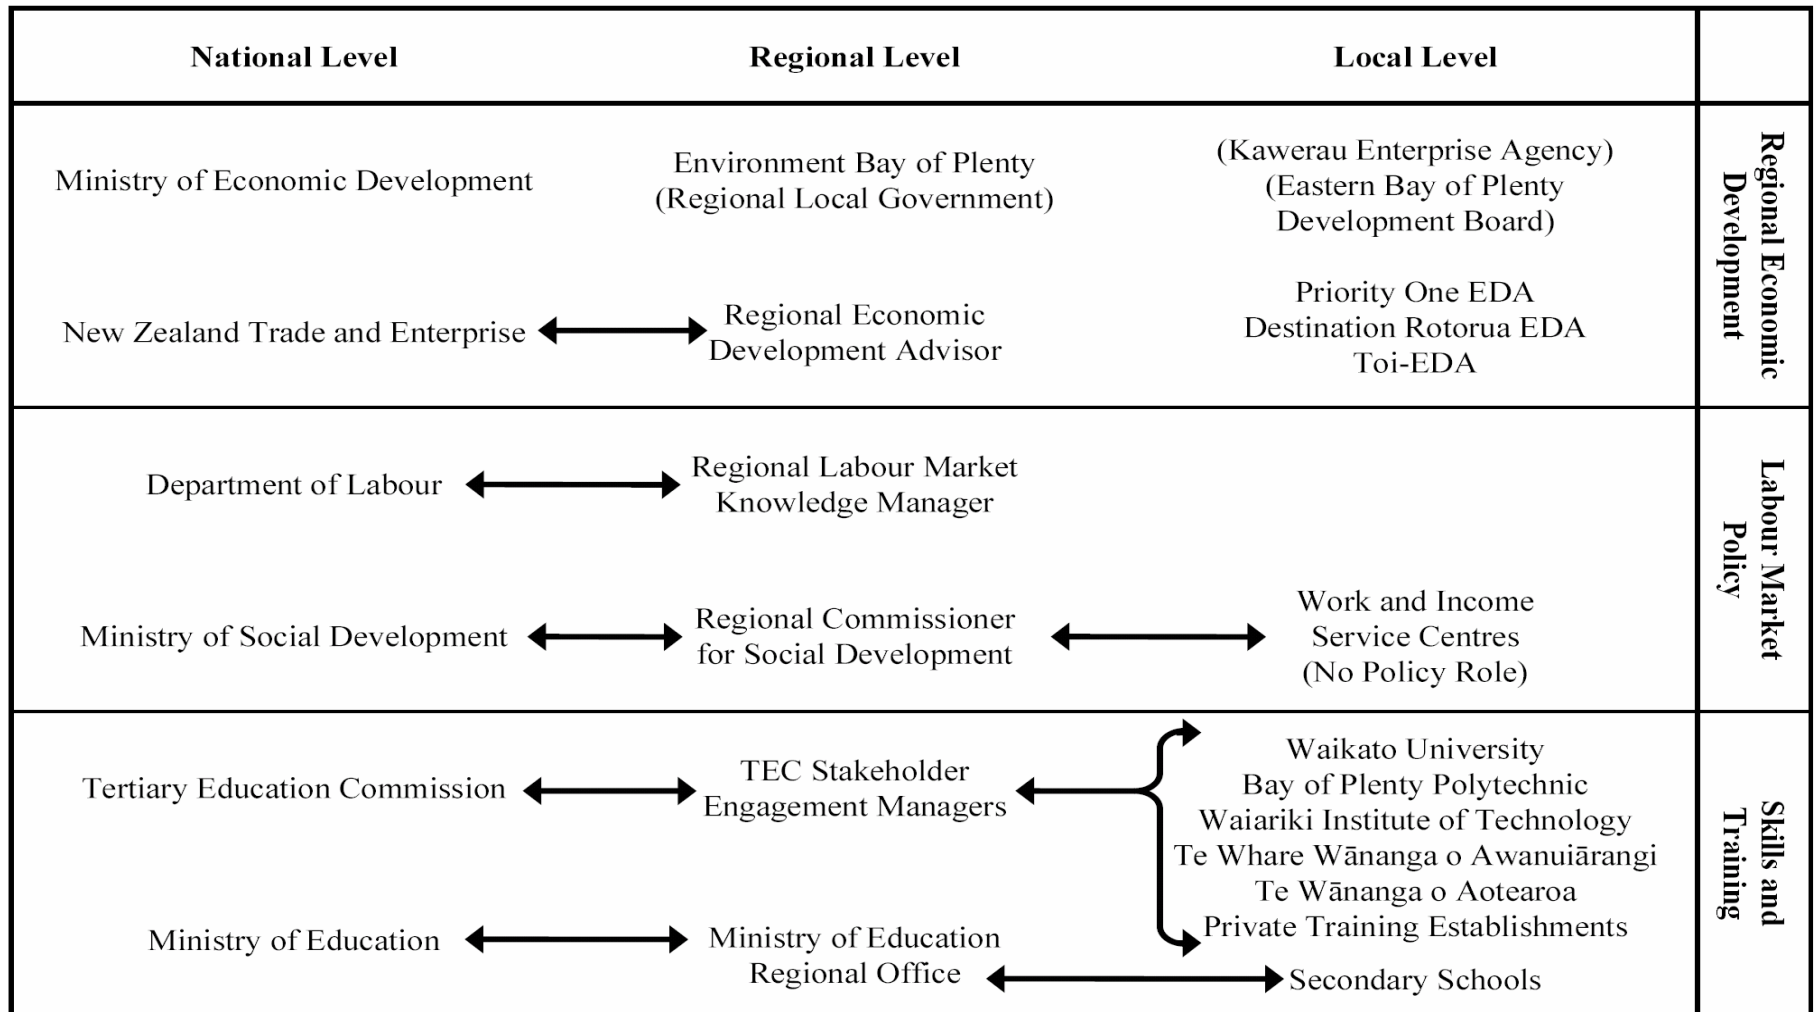 National Level
Regional Level
Local Level
Ministry of Economic Development
Environment Bay of Plenty
(Regional Local Government)
(Kawerau Enterprise Agency)
(Eastern Bay of Plenty
Development Board)
New Zealand Trade and Enterprise
Regional Economic
Development Advisor
Priority One EDA
Destination Rotorua EDA
Toi-EDA
Regional Economic
Development
Department of Labour
Regional Labour Market
Knowledge Manager
Ministry of Social Development
Regional Commissioner
for Social Development
Work and Income
Service Centres
(No Policy Role)
Labour Market
Policy
Tertiary Education Commission
TEC Stakeholder
Engagement Managers
Waikato University
Bay of Plenty Polytechnic
Waiariki Institute of Technology
Te Whare Wānanga o Awanuiārangi
Te Wānanga o Aotearoa
Private Training Establishments
Ministry of Education
Ministry of Education
Regional Office
Secondary Schools
Skills and
Training